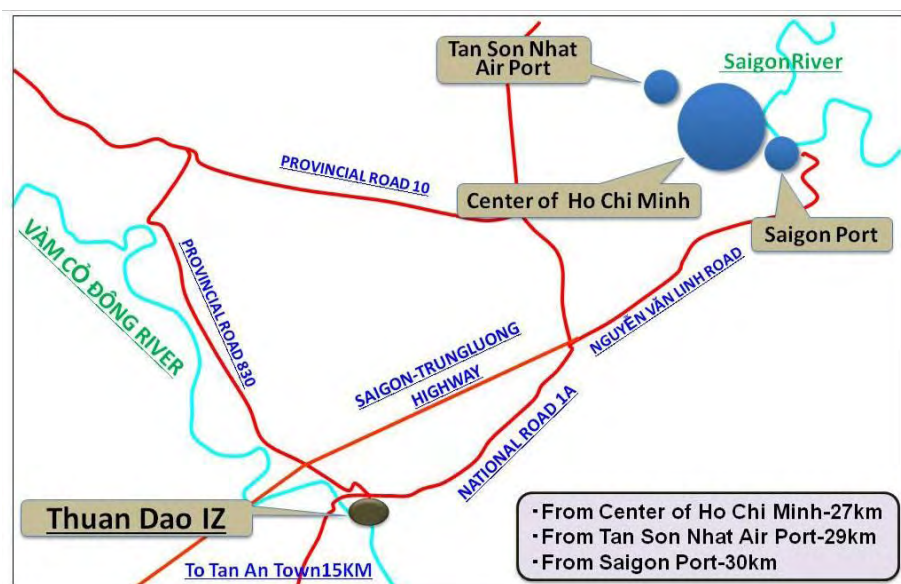 Tan Son Nhat
Air Port
SaigonRiver
PROVINCIAL ROAD 10
Center of Ho Chi Minh
Saigon Port
VÀM CỎ ĐÔNG RIVER
PROVINCIAL ROAD 830
SAIGON-TRUNGLUONG
HIGHWAY
NGUYỄN VĂN LINH ROAD
NATIONAL ROAD 1A
Thuan Dao IZ
To Tan An Town15KM
·From Center of Ho Chi Minh-27km
·From Tan Son Nhat Air Port-29km
·From Saigon Port-30km